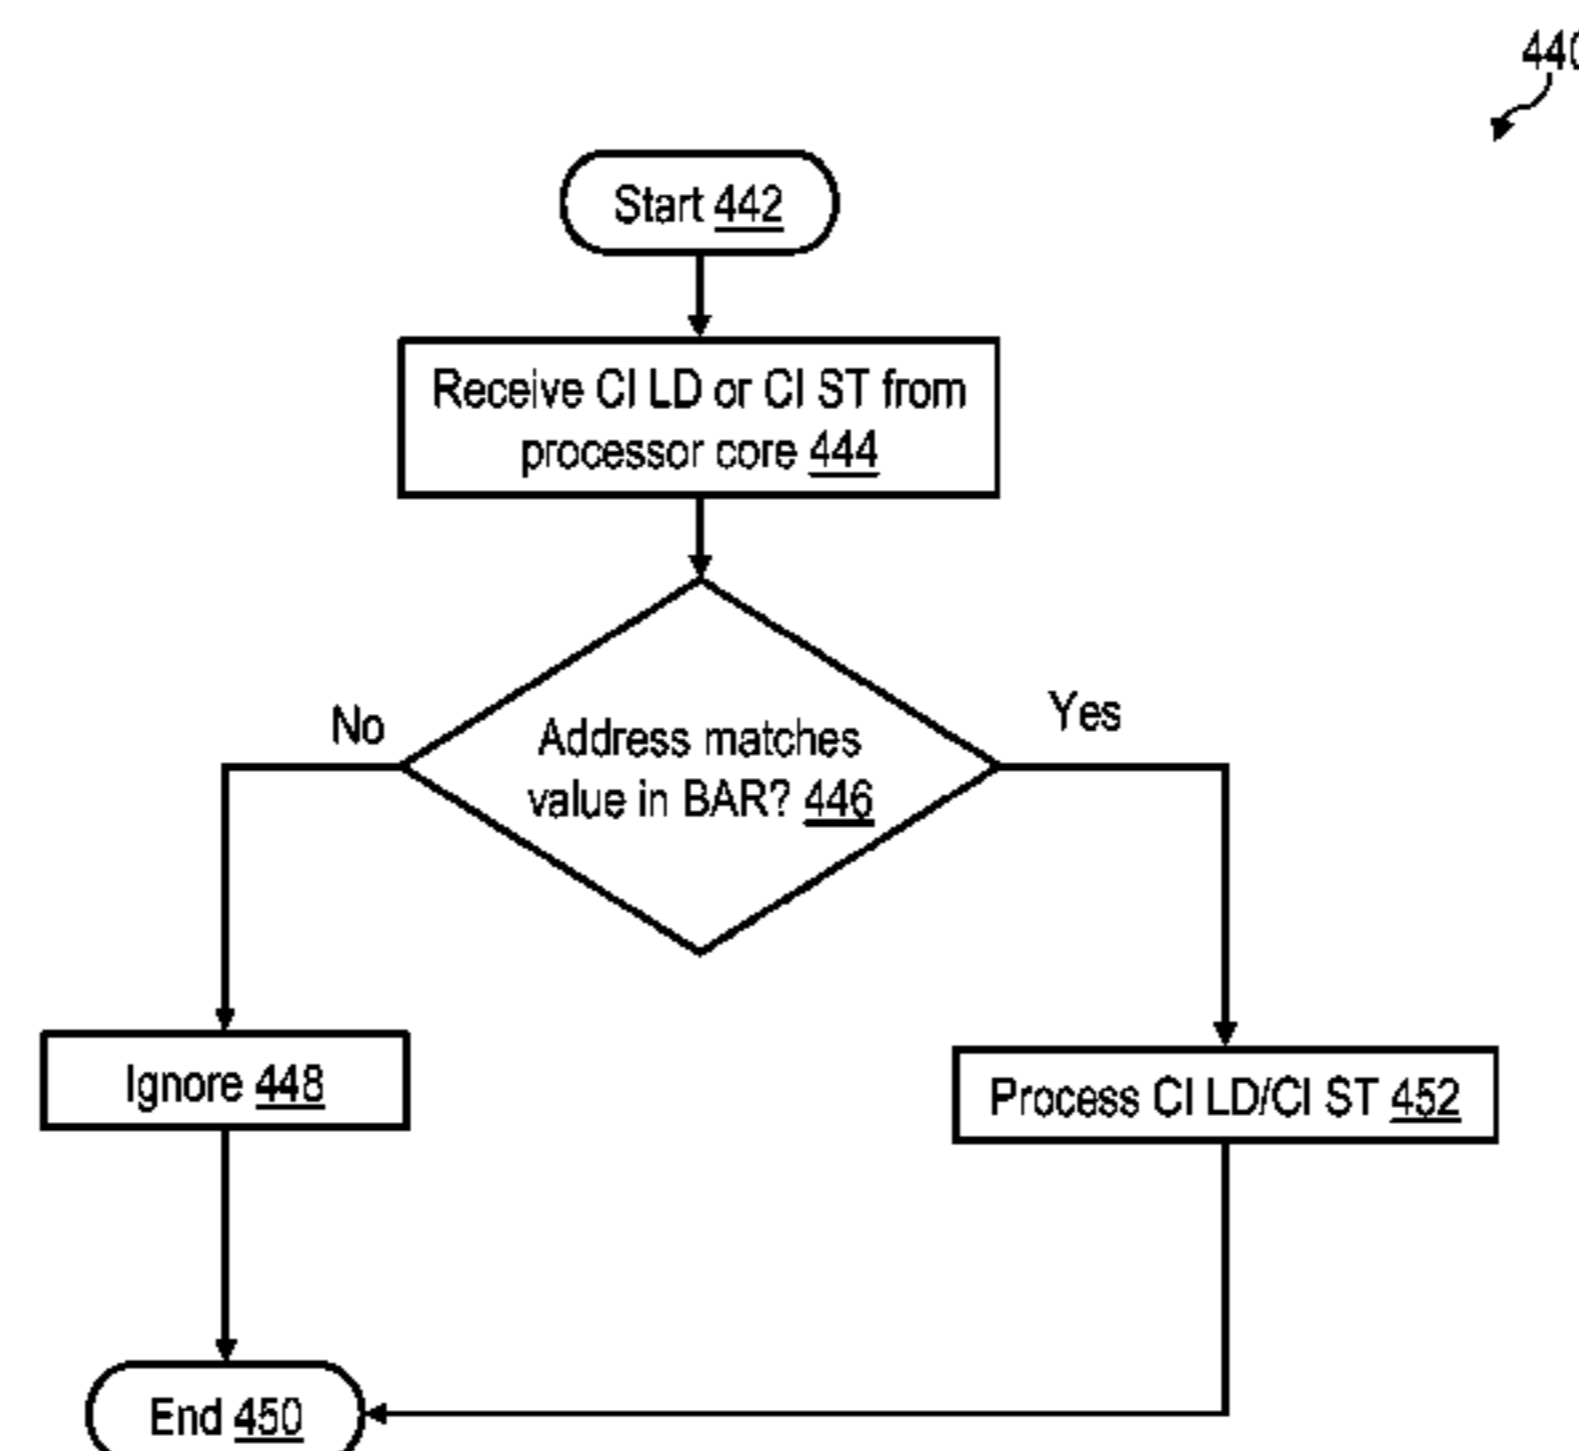 440
Start 442
Receive CI LD or CI ST from
processor core 444
No
Yes
Address matches
value in BAR? 446
Ignore 448
Process CI LD/CI ST 452
End 450